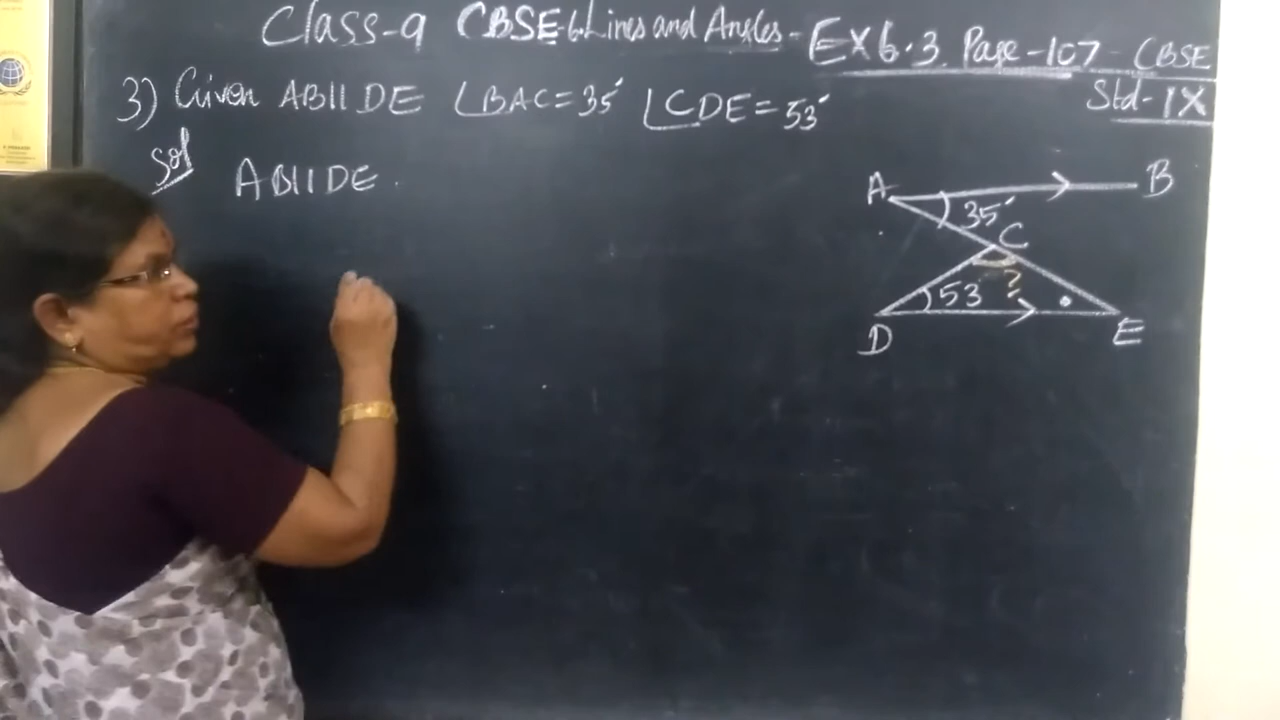 Class-9 CBSE-6.Lines and Angles - EX 6.3. Page-107 - CBSE
Std-IX
3) Given AB||DE ∠BAC=35° ∠CDE=53°
Sol
AB||DE.
A B
35°
C
53 ?
D E